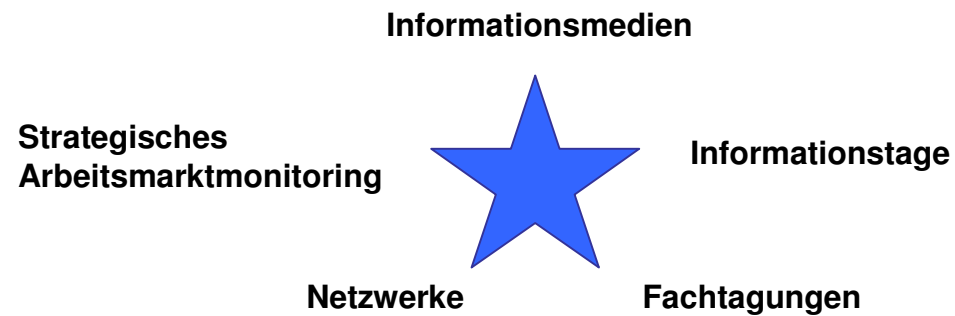 Informationsmedien
Strategisches
Arbeitsmarktmonitoring
Informationstage
Netzwerke
Fachtagungen